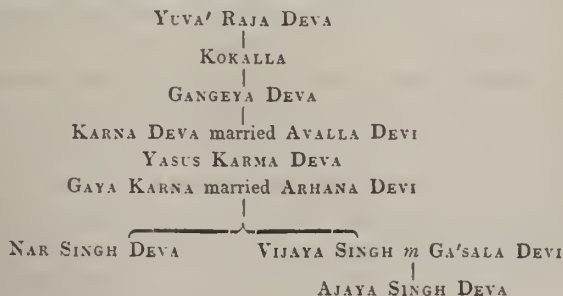 YUVA' RAJA DEVA
KOKALLA
GANGEYA DEVA
KARNA DEVA married AVALLA DEVI
YASUS KARMA DEVA
GAYA KARNA married ARHANA DEVI
NAR SINGH DEVA VIJAYA SINGH m GA'SALA DEVI
AJAYA SINGH DEVA